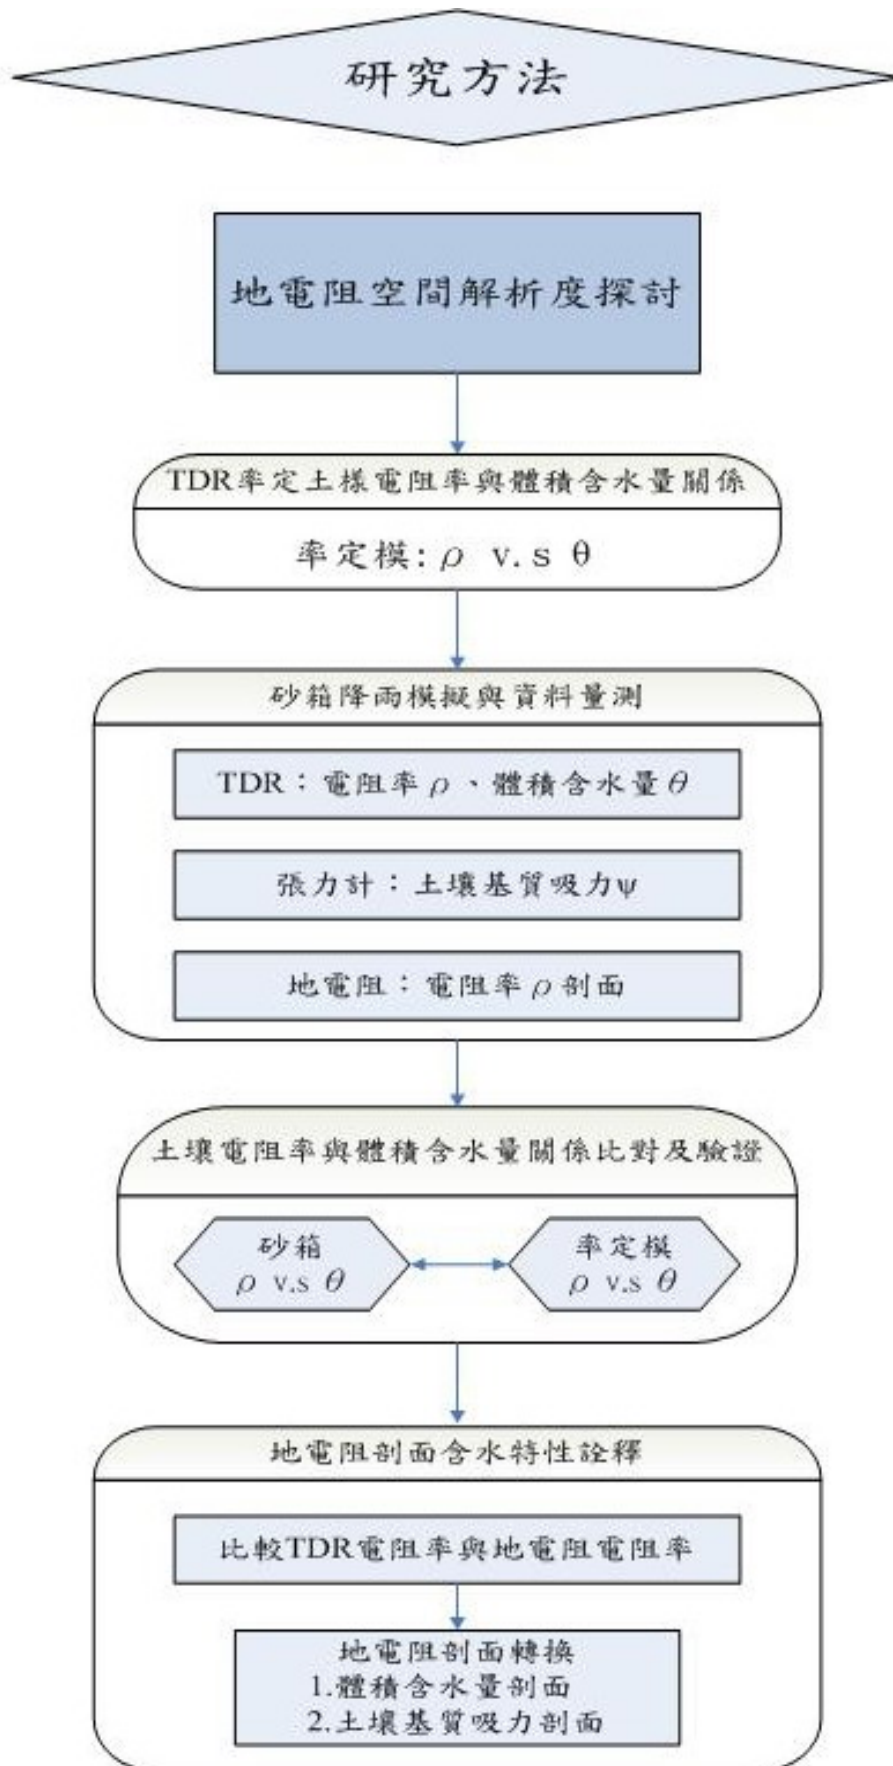 研究方法
地電阻空間解析度探討
TDR率定土樣電阻率與體積含水量關係
率定模:ρ v.s θ
砂箱降雨模擬與資料量測
TDR：電阻率ρ、體積含水量θ
張力計：土壤基質吸力ψ
地電阻：電阻率ρ剖面
土壤電阻率與體積含水量關係比對及驗證
砂箱
ρ v.s θ
率定模
ρ v.s θ
地電阻剖面含水特性詮釋
比較TDR電阻率與地電阻電阻率
地電阻剖面轉換
1.體積含水量剖面
2.土壤基質吸力剖面